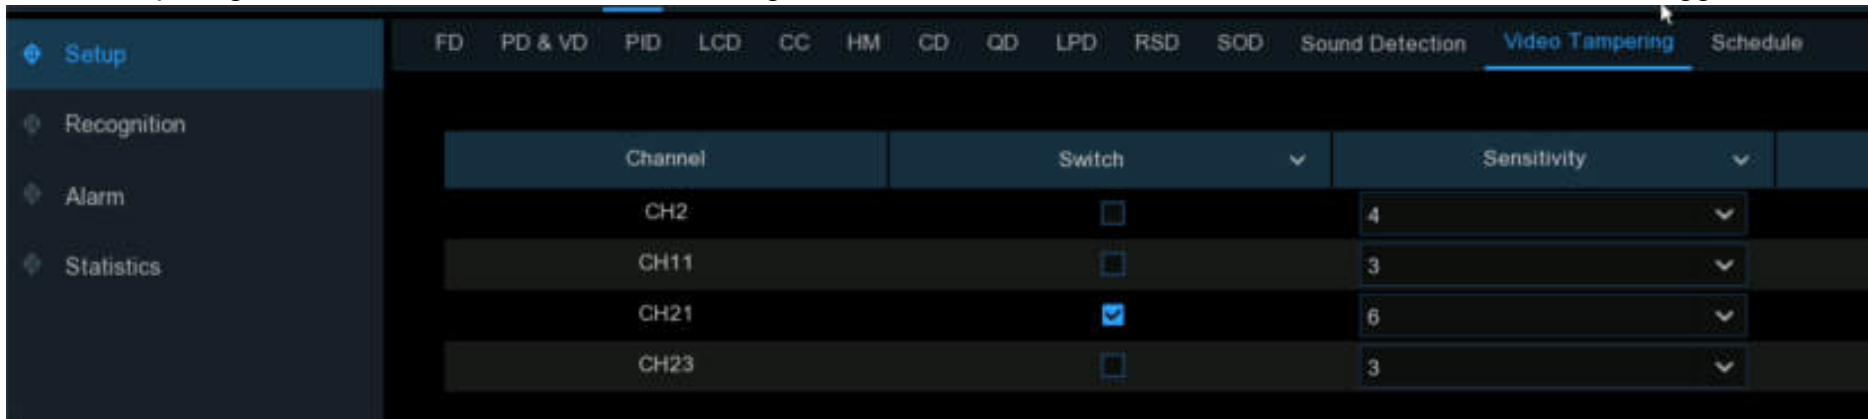 Setup FD PD & VD PID LCD CC HM CD QD LPD RSD SOD Sound Detection Video Tampering Schedule
Recognition
Channel Switch Sensitivity
Alarm
CH2 4
CH11 3
Statistics
CH21 6
CH23 3